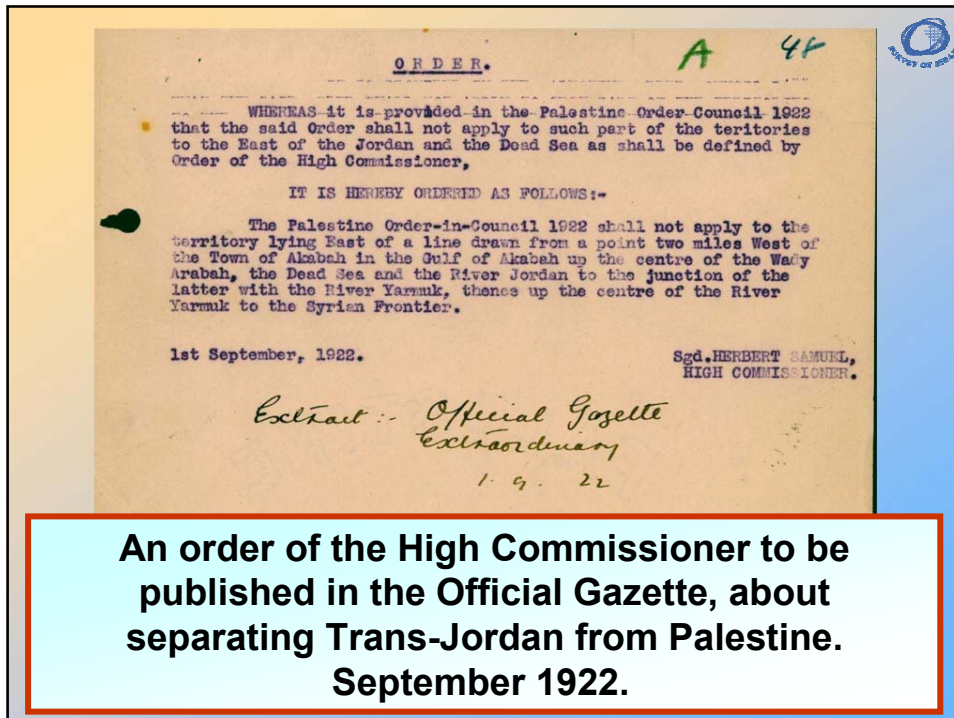 A 48
SURVEY OF ISRAEL
ORDER.
WHEREAS it is provided in the Palestine Order-Council 1922
that the said Order shall not apply to such part of the teritories
to the East of the Jordan and the Dead Sea as shall be defined by
Order of the High Commissioner,
IT IS HEREBY ORDERED AS FOLLOWS:-
The Palestine Order-in-Council 1922 shall not apply to the
territory lying East of a line drawn from a point two miles West of
the Town of Akabah in the Gulf of Akabah up the centre of the Wady
Arabah, the Dead Sea and the River Jordan to the junction of the
latter with the River Yarmuk, thence up the centre of the River
Yarmuk to the Syrian Frontier.
1st September, 1922.
Sgd.HERBERT SAMUEL,
HIGH COMMISSIONER.
Extract :- Official Gazette
Extraordinary
1. 9. 22
An order of the High Commissioner to be
published in the Official Gazette, about
separating Trans-Jordan from Palestine.
September 1922.